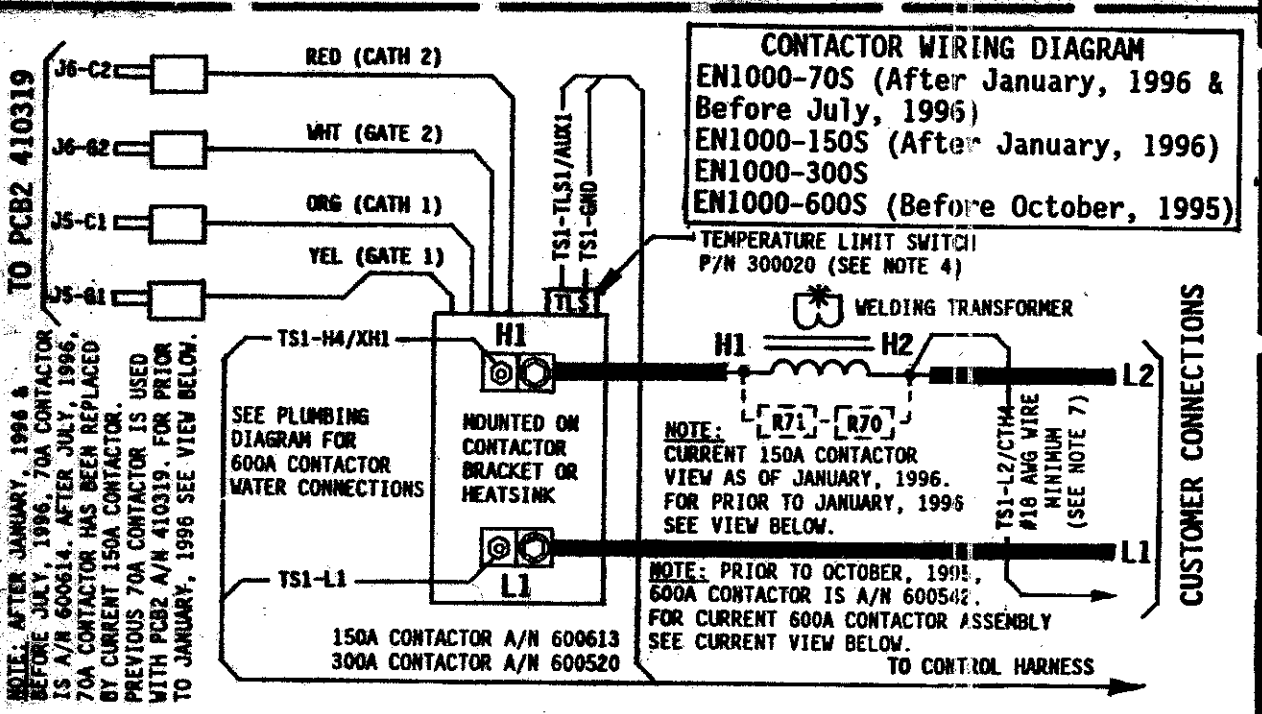 CONTACTOR WIRING DIAGRAM
EN1000-70S (After January, 1996 &
Before July, 1996)
EN1000-150S (After January, 1996)
EN1000-300S
EN1000-600S (Before October, 1995)
TO PCB2 410319
J6-C2
RED (CATH 2)
J6-G2
WHT (GATE 2)
J5-C1
ORG (CATH 1)
J5-G1
YEL (GATE 1)
TS1-TLS1/AUX1
TS1-GND
TLS
TEMPERATURE LIMIT SWITCH
P/N 300020 (SEE NOTE 4)
WELDING TRANSFORMER
H1
H2
R71
R70
L2
TS1-H4/XH1
H1
SEE PLUMBING
DIAGRAM FOR
600A CONTACTOR
WATER CONNECTIONS
MOUNTED ON
CONTACTOR
BRACKET OR
HEATSINK
NOTE:
CURRENT 150A CONTACTOR
VIEW AS OF JANUARY, 1996.
FOR PRIOR TO JANUARY, 1996
SEE VIEW BELOW.
TS1-L2/CTH4
#18 AWG WIRE
MINIMUM
(SEE NOTE 7)
CUSTOMER CONNECTIONS
L1
TS1-L1
L1
NOTE: PRIOR TO OCTOBER, 1995,
600A CONTACTOR IS A/N 600542.
FOR CURRENT 600A CONTACTOR ASSEMBLY
SEE CURRENT VIEW BELOW.
150A CONTACTOR A/N 600613
300A CONTACTOR A/N 600520
TO CONTROL HARNESS
NOTE: AFTER JANUARY, 1996 &
BEFORE JULY, 1996, 70A CONTACTOR
IS A/N 600614. AFTER JULY, 1996,
70A CONTACTOR HAS BEEN REPLACED
BY CURRENT 150A CONTACTOR.
PREVIOUS 70A CONTACTOR IS USED
WITH PCB2 A/N 410319. FOR PRIOR
TO JANUARY, 1996 SEE VIEW BELOW.